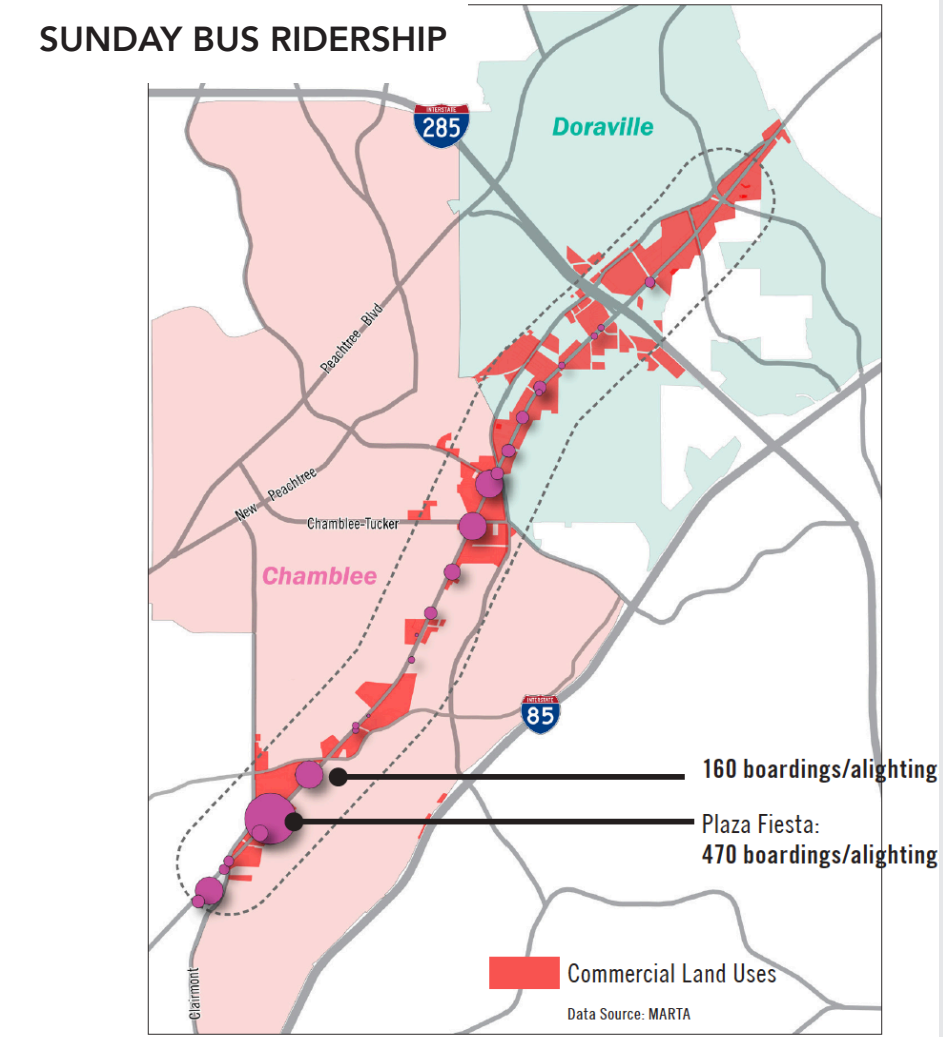 SUNDAY BUS RIDERSHIP
INTERSTATE
285
Doraville
Peachtree Blvd
New Peachtree
Chamblee-Tucker
Chamblee
INTERSTATE
85
160 boardings/alighting
Plaza Fiesta:
470 boardings/alighting
Commercial Land Uses
Clairmont
Data Source: MARTA